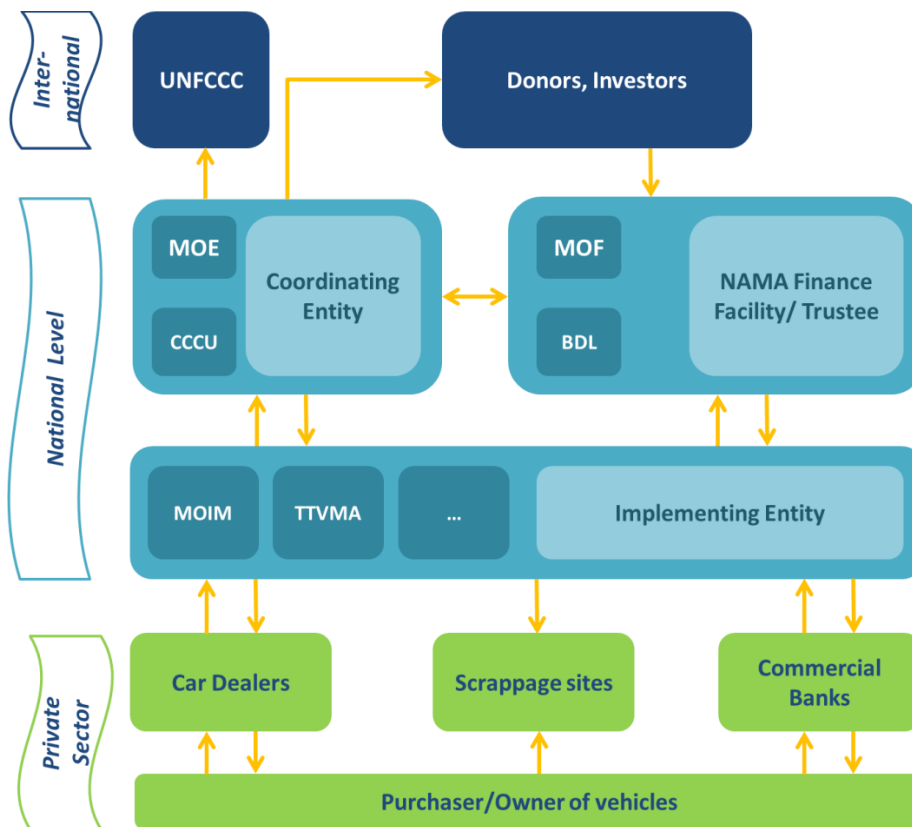 Inter-
national
UNFCCC
Donors, Investors
National Level
MOE
Coordinating
Entity
CCCU
MOF
NAMA Finance
Facility/ Trustee
BDL
MOIM
TTVMA
...
Implementing Entity
Private
Sector
Car Dealers
Scrappage sites
Commercial
Banks
Purchaser/Owner of vehicles